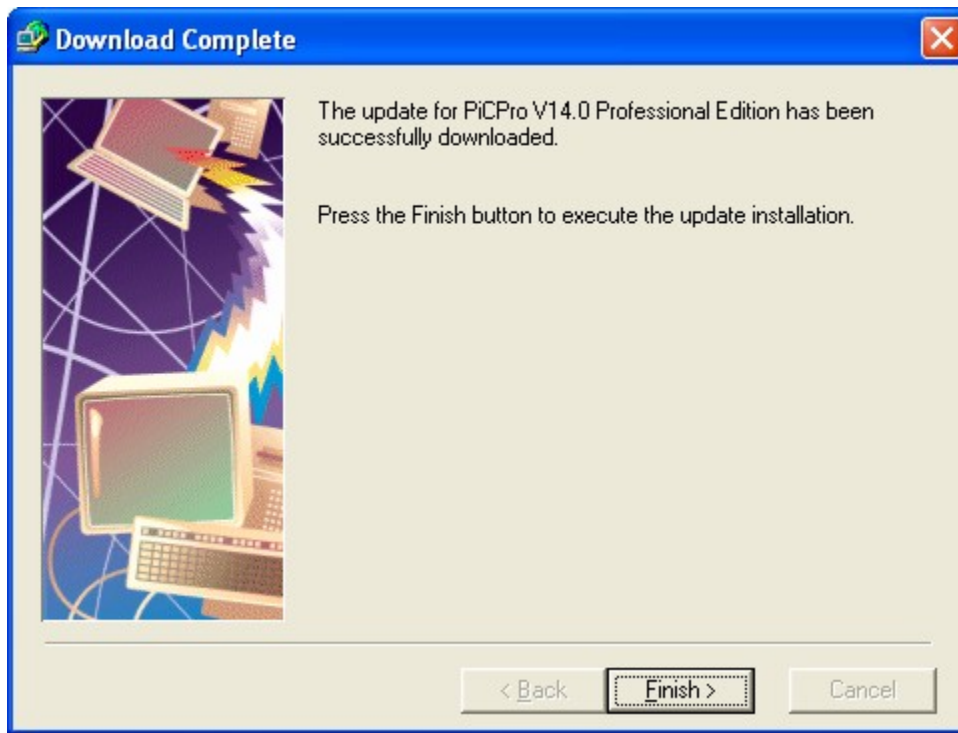 Download Complete
The update for PiCPro V14.0 Professional Edition has been
successfully downloaded.
Press the Finish button to execute the update installation.
< Back
Finish >
Cancel